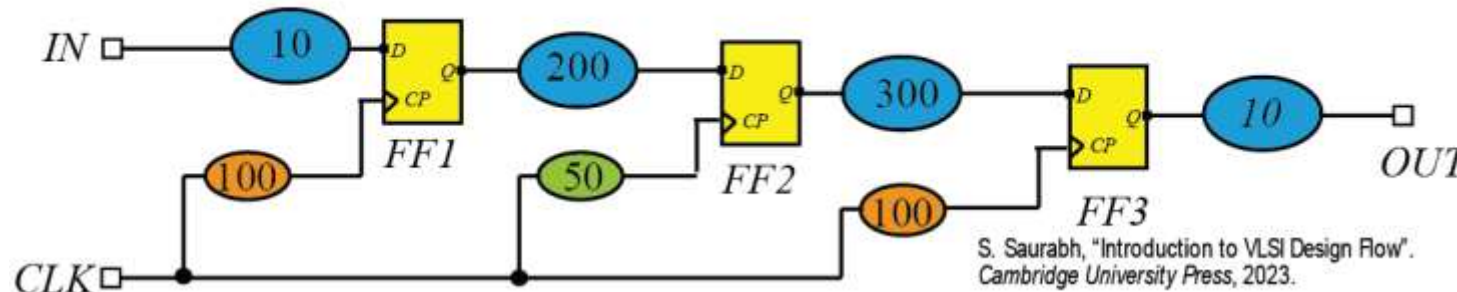 IN
10
D
Q
CP
FF1
200
D
Q
CP
FF2
300
D
Q
CP
FF3
10
OUT
100
50
100
CLK
S. Saurabh, "Introduction to VLSI Design Flow".
Cambridge University Press, 2023.